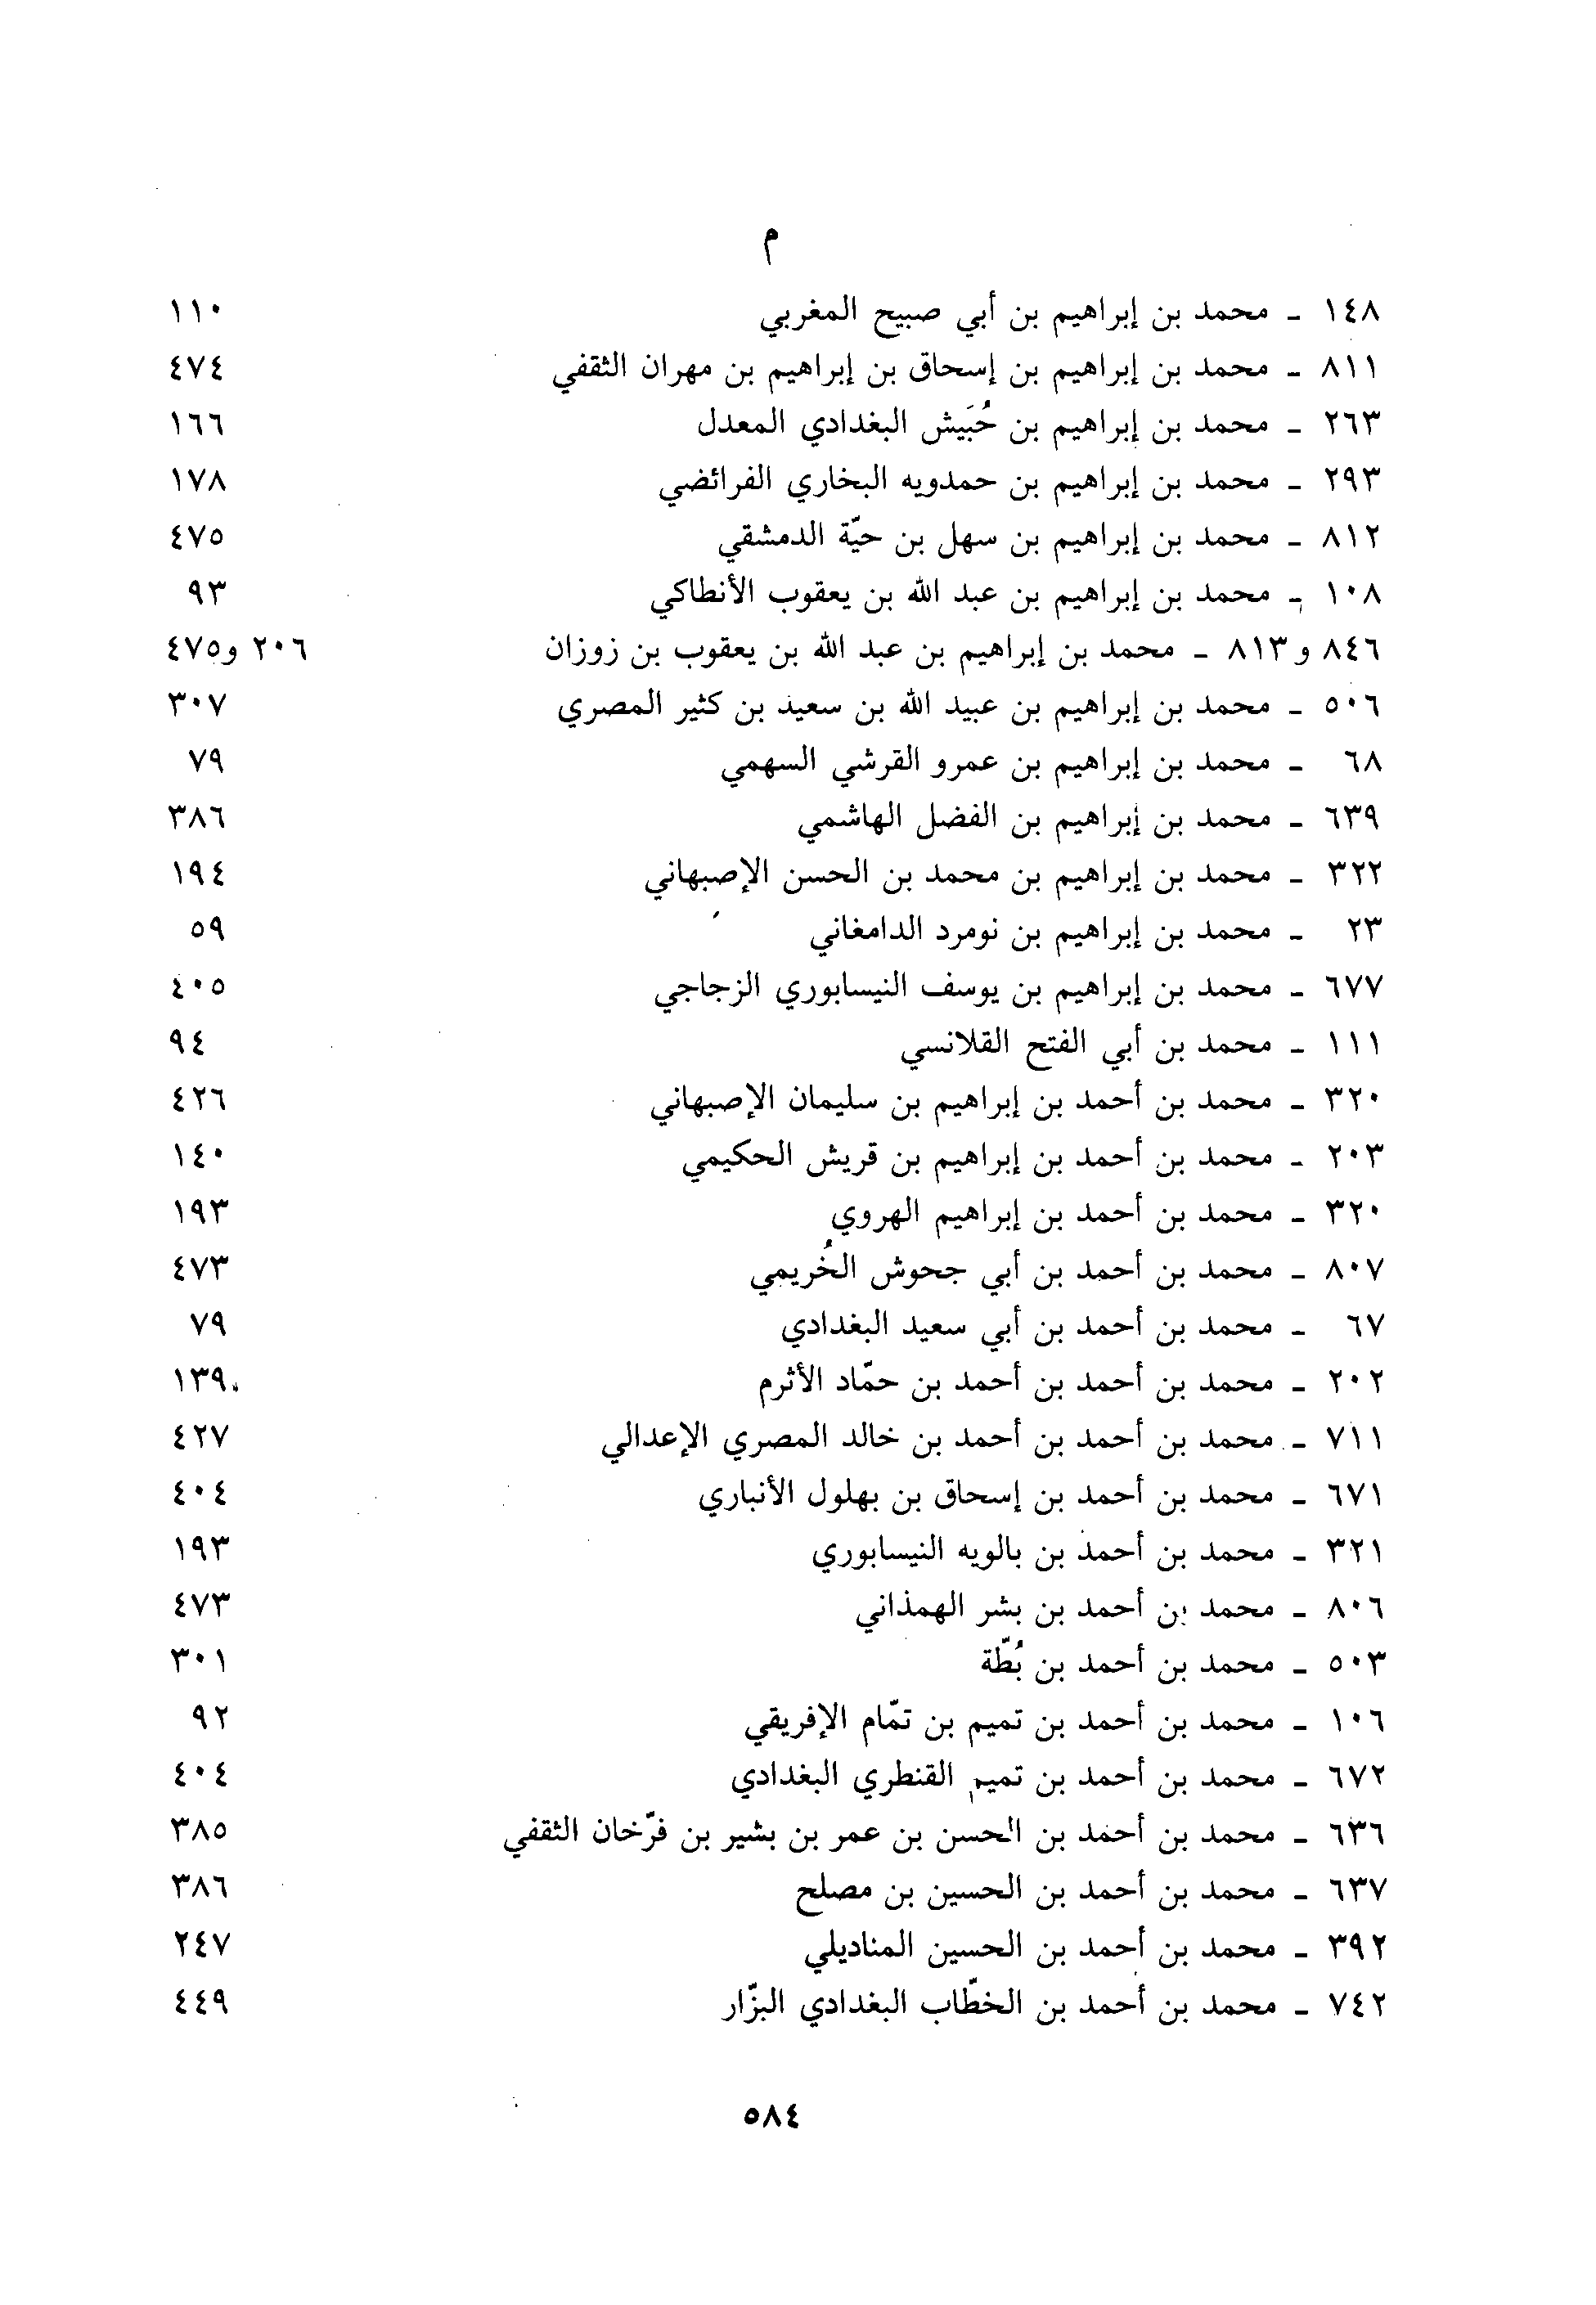 م
١٤٨ - محمد بن إبراهيم بن أبي صبيح المغربي ١١٠
٨١١ - محمد بن إبراهيم بن إسحاق بن إبراهيم بن مهران الثقفي ٤٧٤
٢٦٣ - محمد بن إبراهيم بن حُبَيش البغدادي المعدل ١٦٦
٢٩٣ - محمد بن إبراهيم بن حمدويه البخاري الفرائضي ١٧٨
٨١٢ - محمد بن إبراهيم بن سهل بن حيّة الدمشقي ٤٧٥
١٠٨ - محمد بن إبراهيم بن عبد الله بن يعقوب الأنطاكي ٩٣
٨٤٦ و ٨١٣ - محمد بن إبراهيم بن عبد الله بن يعقوب بن زوزان ٢٠٦ و٤٧٥
٥٠٦ - محمد بن إبراهيم بن عبيد الله بن سعيد بن كثير المصري ٣٠٧
٦٨ - محمد بن إبراهيم بن عمرو القرشي السهمي ٧٩
٦٣٩ - محمد بن إبراهيم بن الفضل الهاشمي ٣٨٦
٣٢٢ - محمد بن إبراهيم بن محمد بن الحسن الإصبهاني ١٩٤
٢٣ - محمد بن إبراهيم بن نومرد الدامغاني ٥٩
٦٧٧ - محمد بن إبراهيم بن يوسف النيسابوري الزجاجي ٤٠٥
١١١ - محمد بن أبي الفتح القلانسي ٩٤
٣٢٠ - محمد بن أحمد بن إبراهيم بن سليمان الإصبهاني ٤٢٦
٢٠٣ - محمد بن أحمد بن إبراهيم بن قريش الحكيمي ١٤٠
٣٢٠ - محمد بن أحمد بن إبراهيم الهروي ١٩٣
٨٠٧ - محمد بن أحمد بن أبي جحوش الخُريمي ٤٧٣
٦٧ - محمد بن أحمد بن أبي سعيد البغدادي ٧٩
٢٠٢ - محمد بن أحمد بن أحمد بن حمّاد الأثرم ١٣٩
٧١١ - محمد بن أحمد بن أحمد بن خالد المصري الإعدالي ٤٢٧
٦٧١ - محمد بن أحمد بن إسحاق بن بهلول الأنباري ٤٠٤
٣٢١ - محمد بن أحمد بن بالويه النيسابوري ١٩٣
٨٠٦ - محمد بن أحمد بن بشر الهمذاني ٤٧٣
٥٠٣ - محمد بن أحمد بن بُطّة ٣٠١
١٠٦ - محمد بن أحمد بن تميم بن تمّام الإفريقي ٩٢
٦٧٢ - محمد بن أحمد بن تميم القنطري البغدادي ٤٠٤
٦٣٦ - محمد بن أحمد بن الحسن بن عمر بن بشير بن فرّخان الثقفي ٣٨٥
٦٣٧ - محمد بن أحمد بن الحسين بن مصلح ٣٨٦
٣٩٢ - محمد بن أحمد بن الحسين المناديلي ٢٤٧
٧٤٢ - محمد بن أحمد بن الخطّاب البغدادي البزّار ٤٤٩
٥٨٤